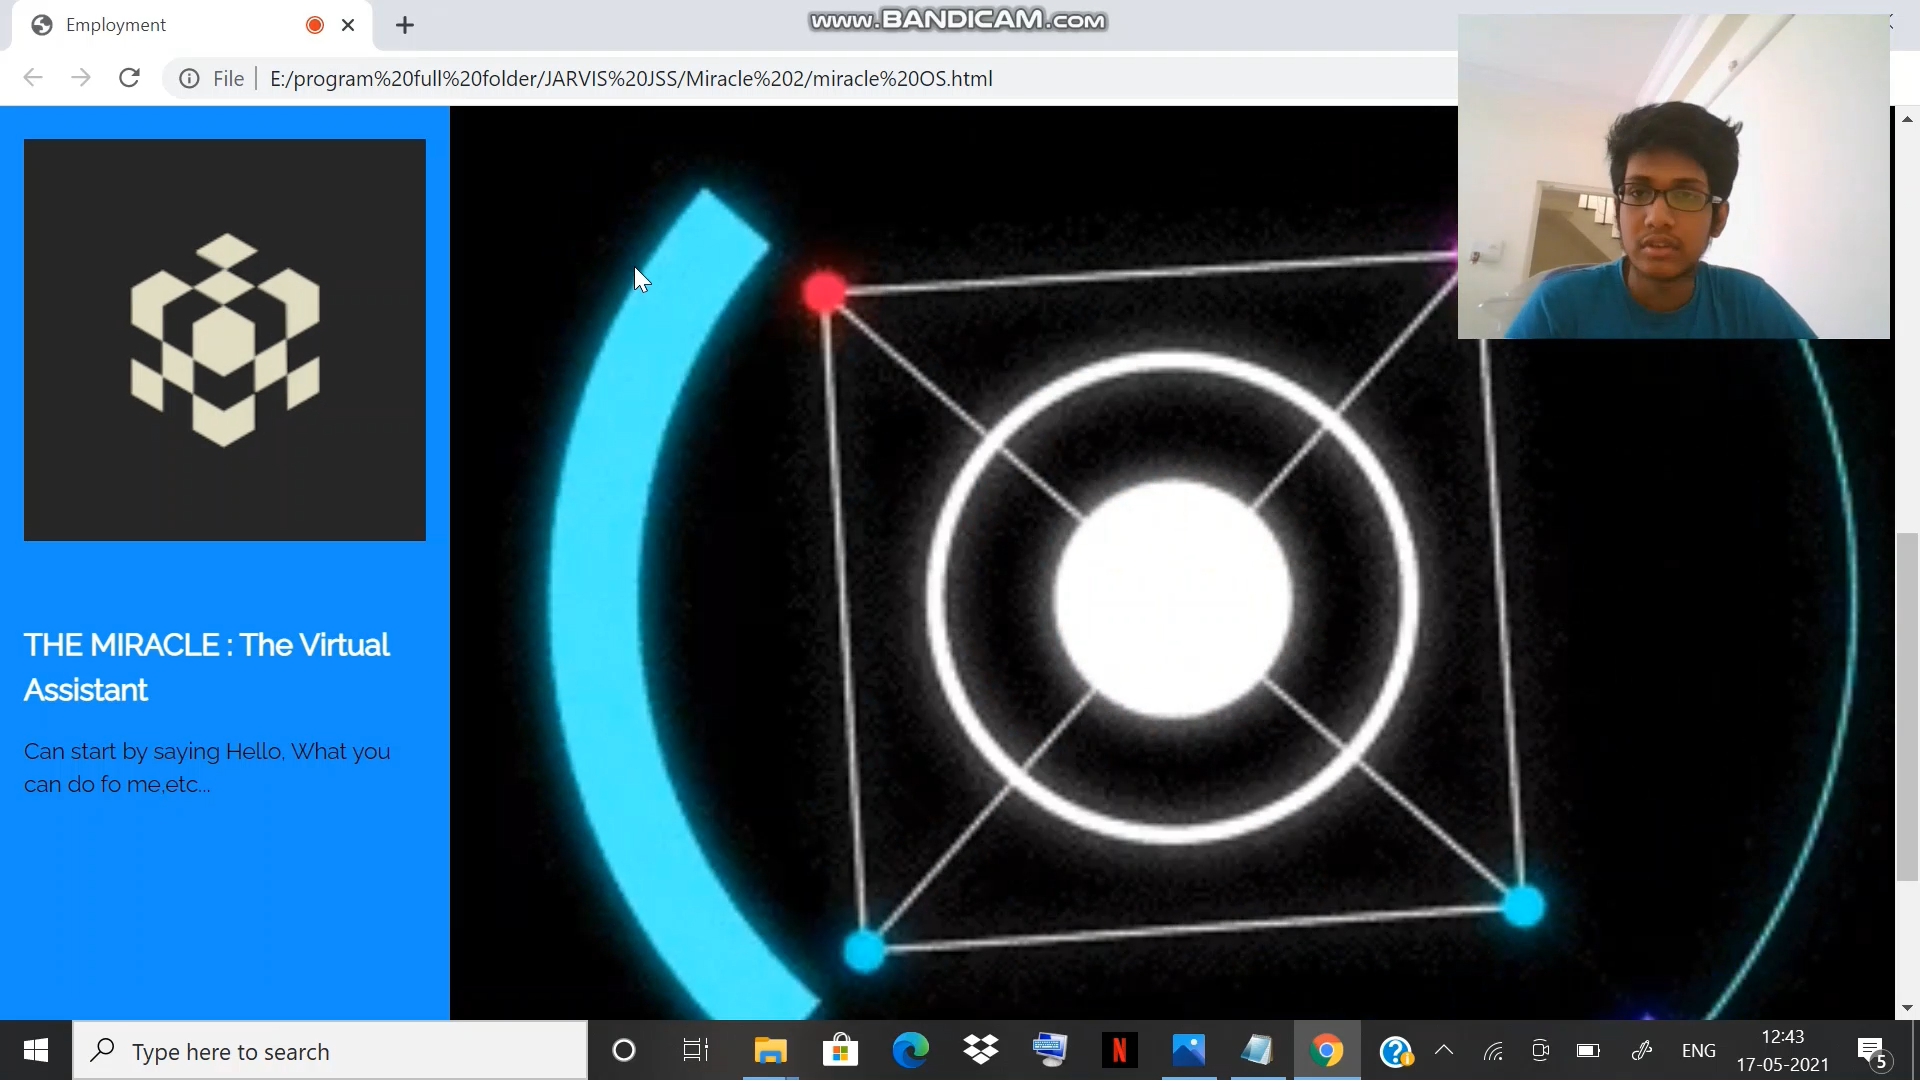 Employment
www.BANDICAM.com
File
E:/program%20full%20folder/JARVIS%20JSS/Miracle%202/miracle%20OS.html
THE MIRACLE : The Virtual
Assistant
Can start by saying Hello, What you
can do fo me,etc...
Type here to search
N
ENG
12:43
17-05-2021
5